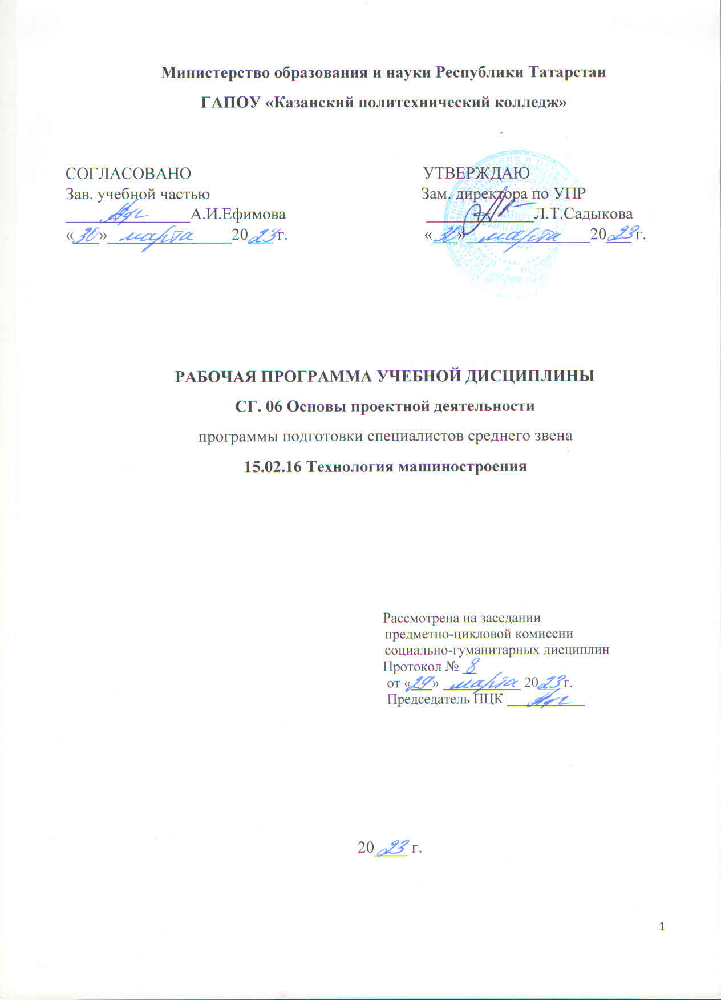 Министерство образования и науки Республики Татарстан
ГАПОУ «Казанский политехнический колледж»
СОГЛАСОВАНО
УТВЕРЖДАЮ
Зав. учебной частью
Зам. директора по УПР
А.И.Ефимова
Л.Т.Садыкова
«30» марта 2023 г.
«30» марта 2023 г.
РАБОЧАЯ ПРОГРАММА УЧЕБНОЙ ДИСЦИПЛИНЫ
СГ. 06 Основы проектной деятельности
программы подготовки специалистов среднего звена
15.02.16 Технология машиностроения
Рассмотрена на заседании
предметно-цикловой комиссии
социально-гуманитарных дисциплин
Протокол № 8
от «29» марта 2023 г.
Председатель ПЦК
2023 г.
1